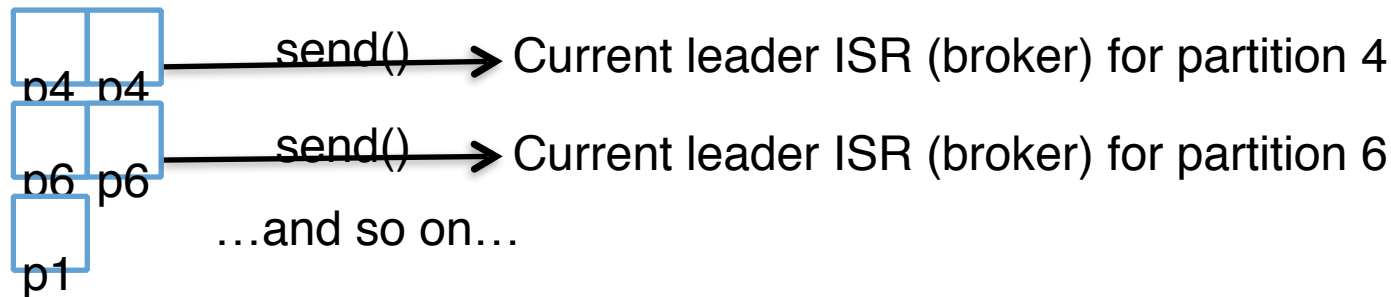 send() Current leader ISR (broker) for partition 4
p4 p4
send() Current leader ISR (broker) for partition 6
p6 p6
…and so on…
p1